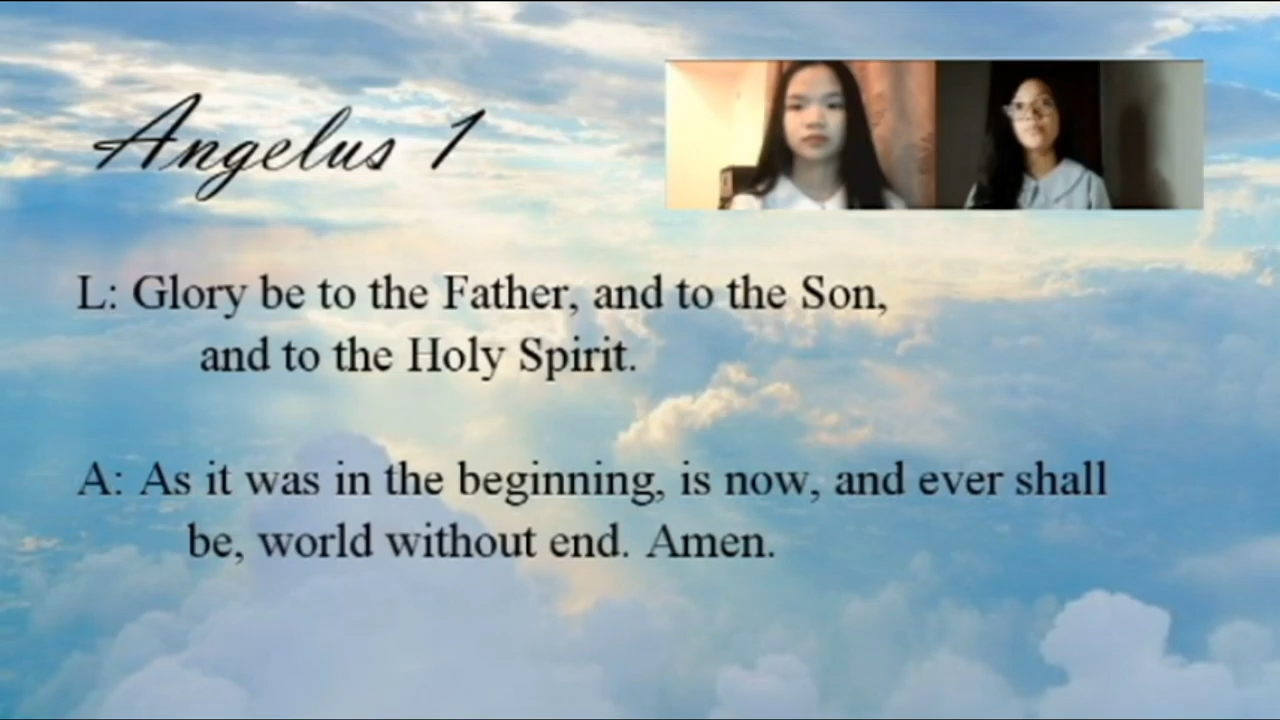 Angelus 1
L: Glory be to the Father, and to the Son,
and to the Holy Spirit.
A: As it was in the beginning, is now, and ever shall
be, world without end. Amen.